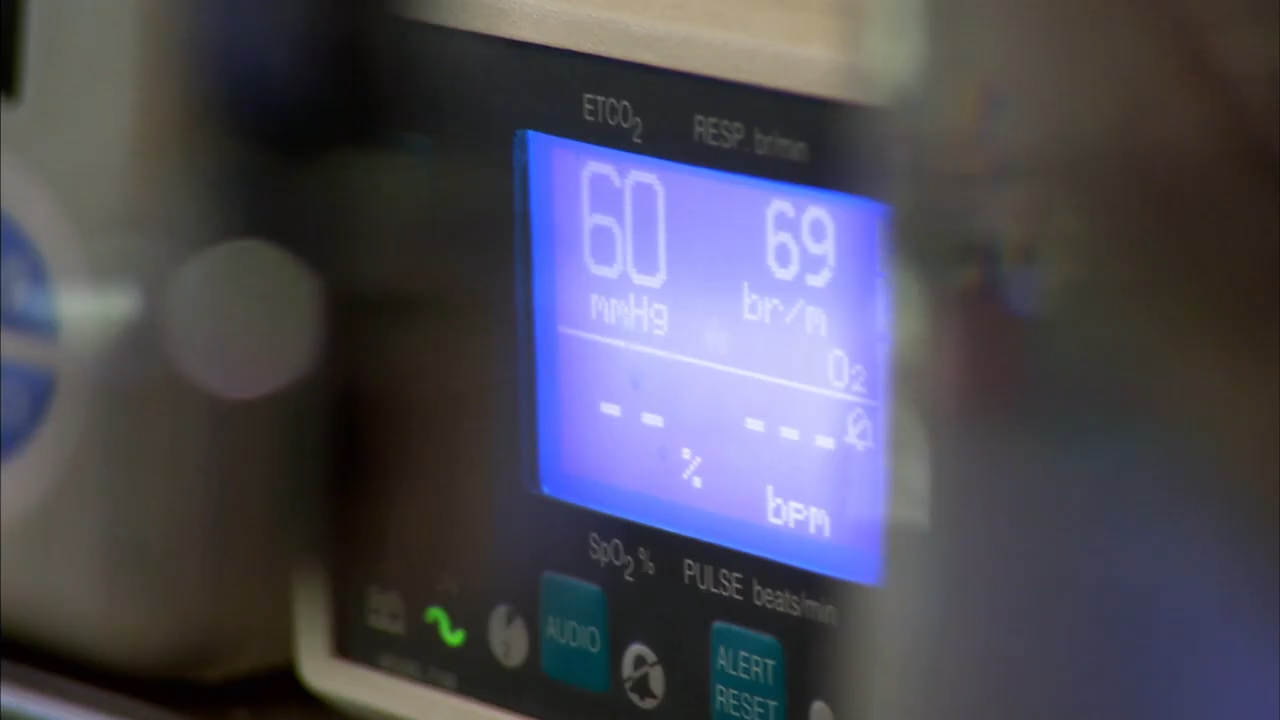 ETCO₂ RESP. br/min
60 69
mmHg br/m
O₂
-- ---
%
bpm
SpO₂ % PULSE beats/min
AUDIO
ALERT
RESET